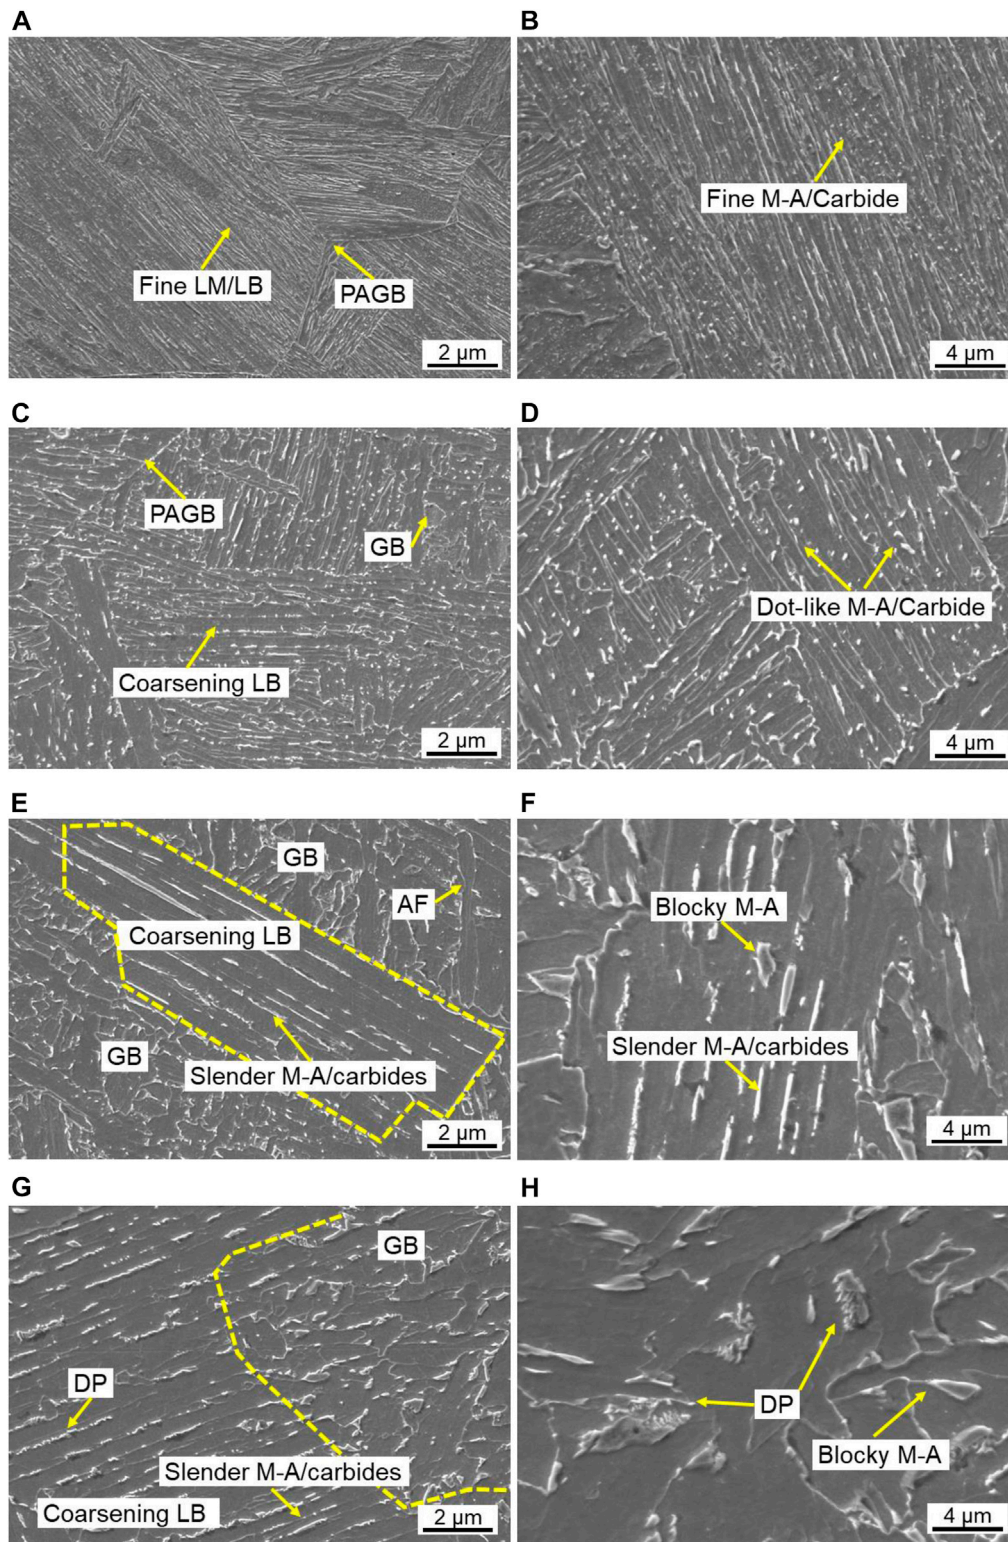 A
B
Fine M-A/Carbide
Fine LM/LB
PAGB
2 μm
4 μm
C
D
PAGB
GB
Dot-like M-A/Carbide
Coarsening LB
2 μm
4 μm
E
F
GB
AF
Blocky M-A
Coarsening LB
GB
Slender M-A/carbides
Slender M-A/carbides
2 μm
4 μm
G
H
GB
DP
DP
Blocky M-A
Slender M-A/carbides
Coarsening LB
2 μm
4 μm